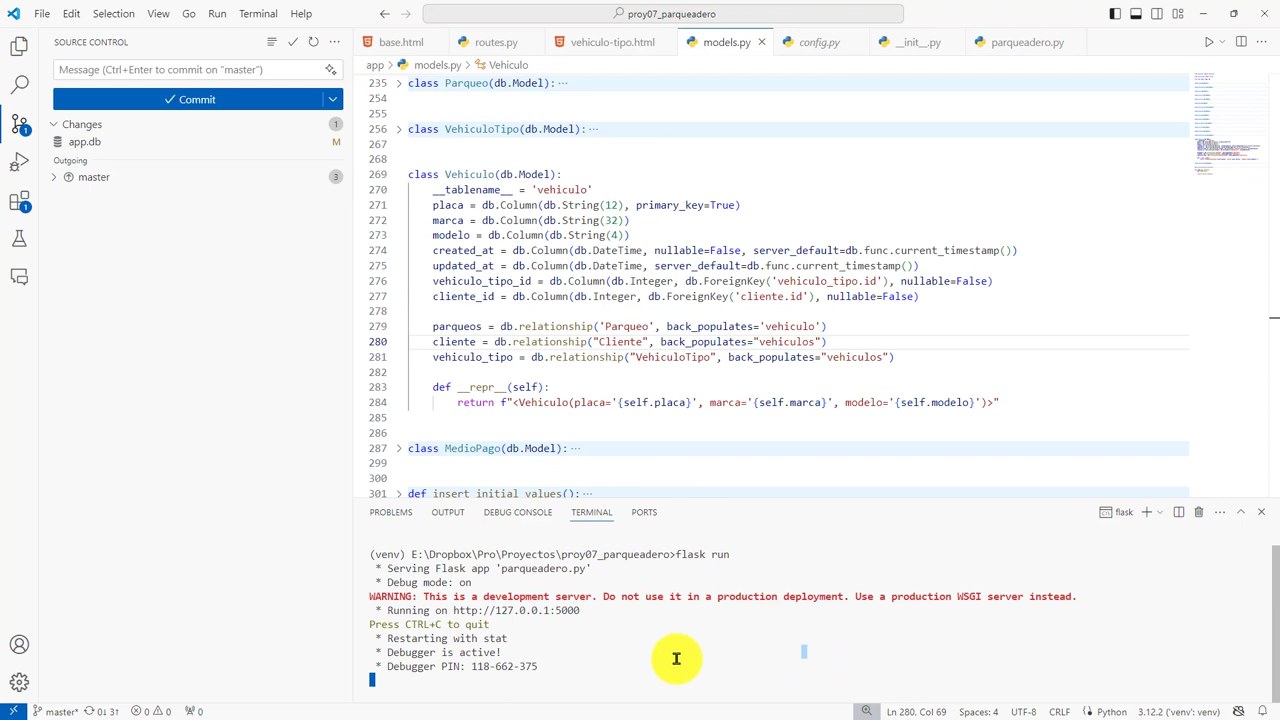 File Edit Selection View Go Run Terminal Help
proy07_parqueadero
SOURCE CONTROL
base.html
routes.py
vehiculo-tipo.html
models.py
config.py
__init__.py
parqueadero.py
app > models.py > Vehiculo
Message (Ctrl+Enter to commit on "master")
Commit
Changes
app.db M
Outgoing
master
1
1
235 class Parqueo(db.Model): ···
254
255
256 class VehiculoTipo(db.Model): ···
267
268
269 class Vehiculo(db.Model):
270 __tablename__ = 'vehiculo'
271 placa = db.Column(db.String(12), primary_key=True)
272 marca = db.Column(db.String(32))
273 modelo = db.Column(db.String(4))
274 created_at = db.Column(db.DateTime, nullable=False, server_default=db.func.current_timestamp())
275 updated_at = db.Column(db.DateTime, server_default=db.func.current_timestamp())
276 vehiculo_tipo_id = db.Column(db.Integer, db.ForeignKey('vehiculo_tipo.id'), nullable=False)
277 cliente_id = db.Column(db.Integer, db.ForeignKey('cliente.id'), nullable=False)
278
279 parqueos = db.relationship('Parqueo', back_populates='vehiculo')
280 cliente = db.relationship("Cliente", back_populates="vehiculos")
281 vehiculo_tipo = db.relationship("VehiculoTipo", back_populates="vehiculos")
282
283 def __repr__(self):
284 return f"<Vehiculo(placa='{self.placa}', marca='{self.marca}', modelo='{self.modelo}')>"
285
286
287 class MedioPago(db.Model): ···
299
300
301 def insert_initial_values(): ···
PROBLEMS OUTPUT DEBUG CONSOLE TERMINAL PORTS
flask
(venv) E:\Dropbox\Pro\Proyectos\proy07_parqueadero>flask run
* Serving Flask app 'parqueadero.py'
* Debug mode: on
WARNING: This is a development server. Do not use it in a production deployment. Use a production WSGI server instead.
* Running on http://127.0.0.1:5000
Press CTRL+C to quit
* Restarting with stat
* Debugger is active!
* Debugger PIN: 118-662-375
master* 0↓ 3↑ 0 0 0
Ln 280, Col 69 Spaces: 4 UTF-8 CRLF Python 3.12.2 ('venv': venv)